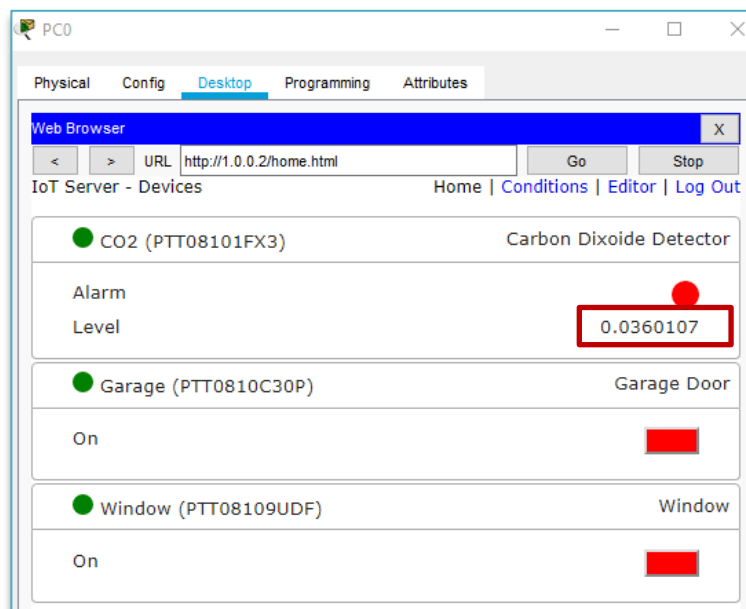 PC0
Physical Config Desktop Programming Attributes
Web Browser X
< > URL http://1.0.0.2/home.html Go Stop
IoT Server - Devices Home | Conditions | Editor | Log Out
CO2 (PTT08101FX3) Carbon Dixoide Detector
Alarm
Level 0.0360107
Garage (PTT0810C30P) Garage Door
On
Window (PTT08109UDF) Window
On